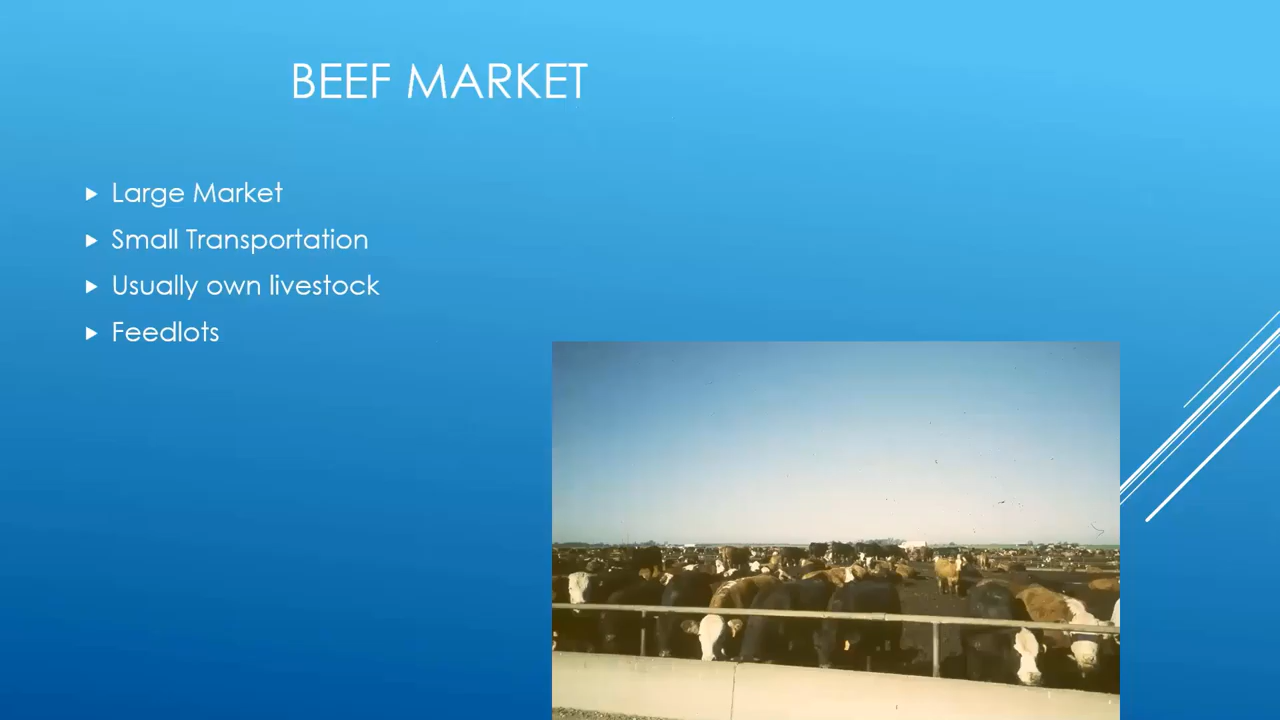 BEEF MARKET
Large Market
Small Transportation
Usually own livestock
Feedlots